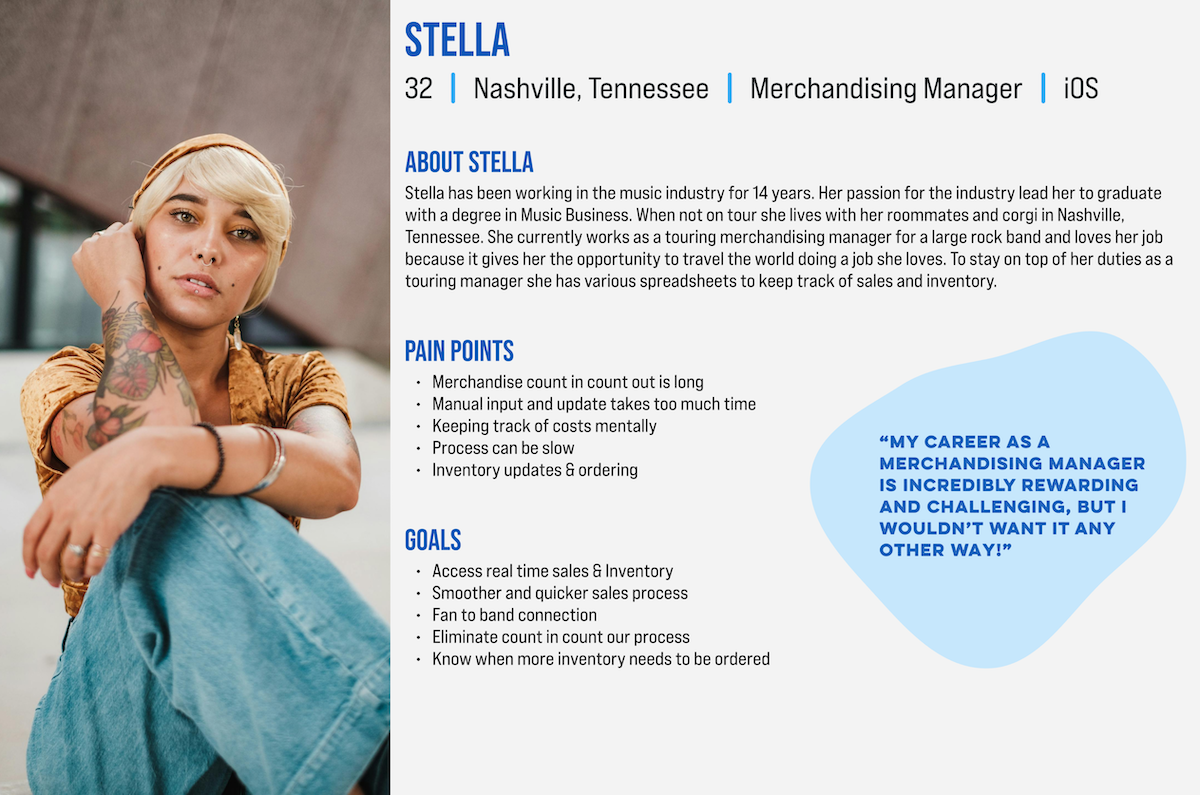 STELLA
32 | Nashville, Tennessee | Merchandising Manager | iOS
ABOUT STELLA
Stella has been working in the music industry for 14 years. Her passion for the industry lead her to graduate
with a degree in Music Business. When not on tour she lives with her roommates and corgi in Nashville,
Tennessee. She currently works as a touring merchandising manager for a large rock band and loves her job
because it gives her the opportunity to travel the world doing a job she loves. To stay on top of her duties as a
touring manager she has various spreadsheets to keep track of sales and inventory.
PAIN POINTS
• Merchandise count in count out is long
• Manual input and update takes too much time
• Keeping track of costs mentally
• Process can be slow
• Inventory updates & ordering
GOALS
• Access real time sales & Inventory
• Smoother and quicker sales process
• Fan to band connection
• Eliminate count in count our process
• Know when more inventory needs to be ordered
“MY CAREER AS A
MERCHANDISING MANAGER
IS INCREDIBLY REWARDING
AND CHALLENGING, BUT I
WOULDN’T WANT IT ANY
OTHER WAY!”